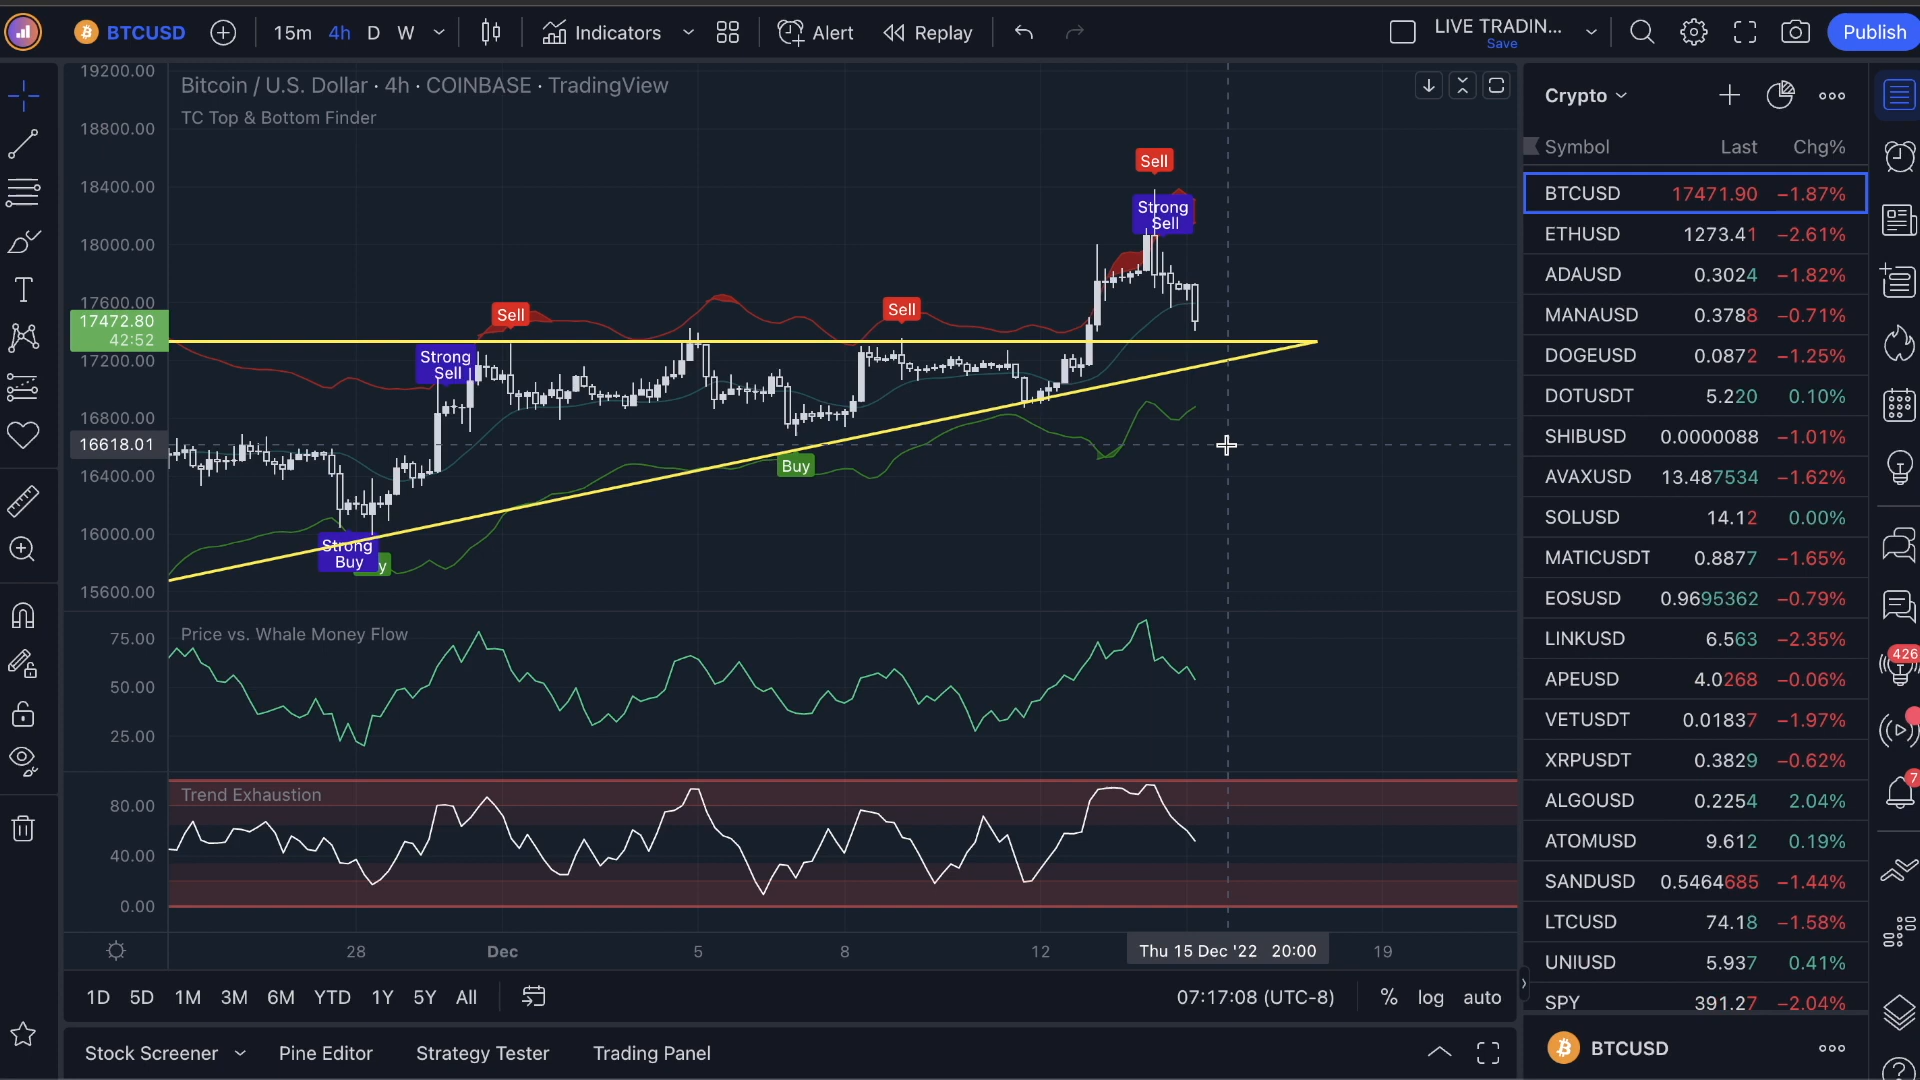 BTCUSD 15m 4h D W Indicators Alert Replay LIVE TRADIN... Save Publish
19200.00
Bitcoin / U.S. Dollar · 4h · COINBASE · TradingView
TC Top & Bottom Finder
18800.00
18400.00
18000.00
17600.00
17472.80
42:52
17200.00
16800.00
16618.01
16400.00
16000.00
15600.00
Sell
Strong
Sell
Sell
Sell
Strong
Sell
Buy
Strong
Buy
y
Price vs. Whale Money Flow
75.00
50.00
25.00
Trend Exhaustion
80.00
40.00
0.00
28 Dec 5 8 12 Thu 15 Dec '22 20:00 19
1D 5D 1M 3M 6M YTD 1Y 5Y All 07:17:08 (UTC-8) % log auto
Stock Screener Pine Editor Strategy Tester Trading Panel
Crypto
Symbol Last Chg%
BTCUSD 17471.90 −1.87%
ETHUSD 1273.41 −2.61%
ADAUSD 0.3024 −1.82%
MANAUSD 0.3788 −0.71%
DOGEUSD 0.0872 −1.25%
DOTUSDT 5.220 0.10%
SHIBUSD 0.0000088 −1.01%
AVAXUSD 13.487534 −1.62%
SOLUSD 14.12 0.00%
MATICUSDT 0.8877 −1.65%
EOSUSD 0.9695362 −0.79%
LINKUSD 6.563 −2.35%
APEUSD 4.0268 −0.06%
VETUSDT 0.01837 −1.97%
XRPUSDT 0.3829 −0.62%
ALGOUSD 0.2254 2.04%
ATOMUSD 9.612 0.19%
SANDUSD 0.5464685 −1.44%
LTCUSD 74.18 −1.58%
UNIUSD 5.937 0.41%
SPY 391.27 −2.04%
BTCUSD
426
7